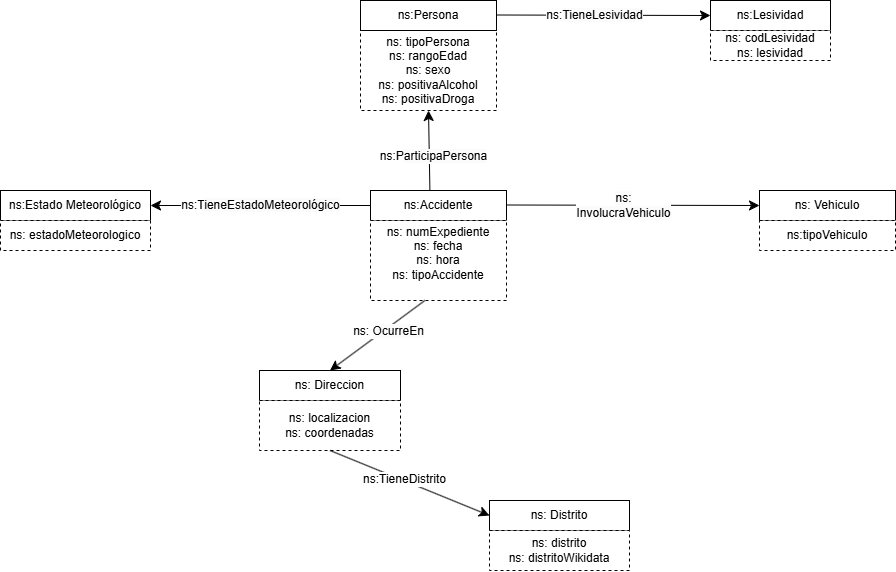 ns:Persona
ns:TieneLesividad
ns:Lesividad
ns: tipoPersona
ns: rangoEdad
ns: sexo
ns: positivaAlcohol
ns: positivaDroga
ns: codLesividad
ns: lesividad
ns:ParticipaPersona
ns:Estado Meteorológico
ns:TieneEstadoMeteorológico
ns:Accidente
ns:
InvolucraVehiculo
ns: Vehiculo
ns: estadoMeteorologico
ns: numExpediente
ns: fecha
ns: hora
ns: tipoAccidente
ns:tipoVehiculo
ns: OcurreEn
ns: Direccion
ns: localizacion
ns: coordenadas
ns:TieneDistrito
ns: Distrito
ns: distrito
ns: distritoWikidata